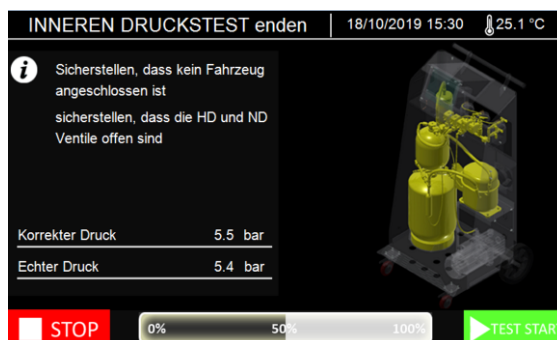 INNEREN DRUCKSTEST enden
18/10/2019 15:30
25.1 °C
Sicherstellen, dass kein Fahrzeug
angeschlossen ist
sicherstellen, dass die HD und ND
Ventile offen sind
Korrekter Druck 5.5 bar
Echter Druck 5.4 bar
STOP
0% 50% 100%
TEST START